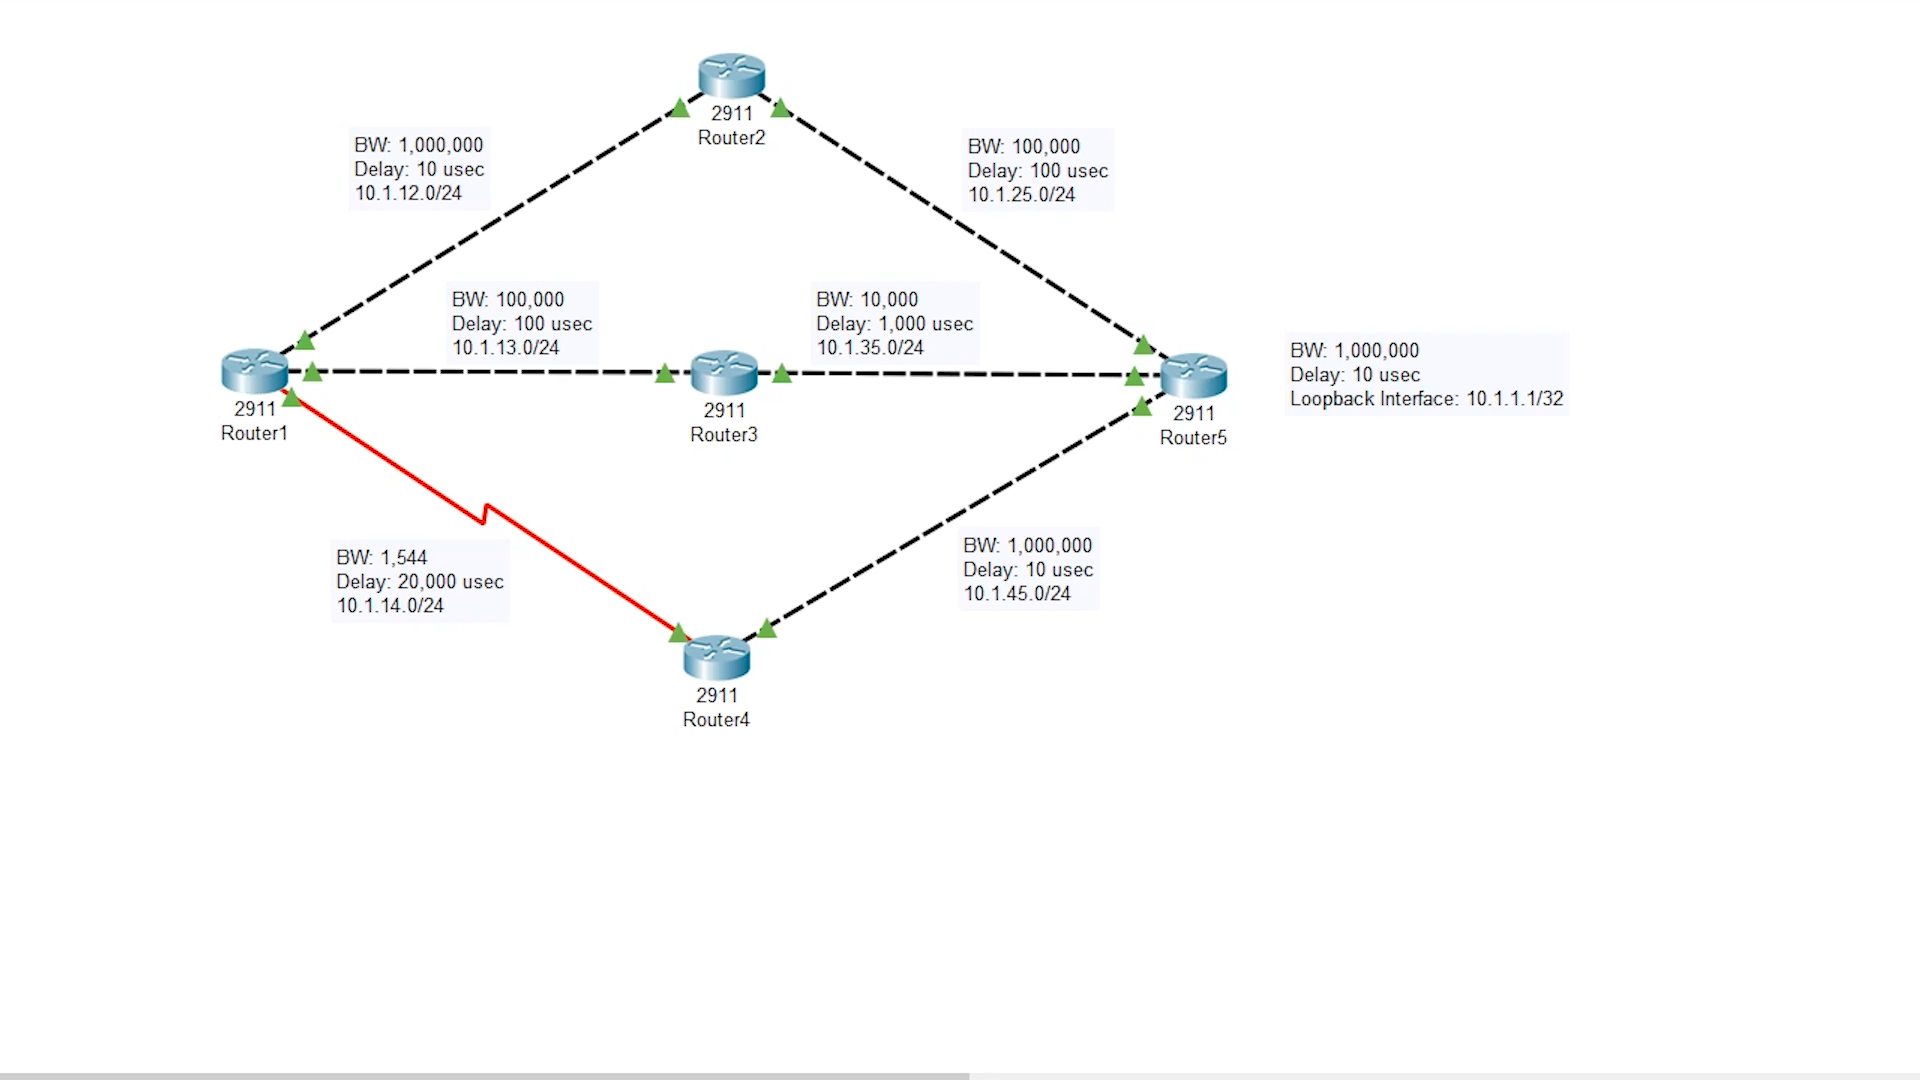 2911
Router2
BW: 1,000,000
Delay: 10 usec
10.1.12.0/24
BW: 100,000
Delay: 100 usec
10.1.25.0/24
BW: 100,000
Delay: 100 usec
10.1.13.0/24
BW: 10,000
Delay: 1,000 usec
10.1.35.0/24
2911
Router1
2911
Router3
2911
Router5
BW: 1,000,000
Delay: 10 usec
Loopback Interface: 10.1.1.1/32
BW: 1,544
Delay: 20,000 usec
10.1.14.0/24
BW: 1,000,000
Delay: 10 usec
10.1.45.0/24
2911
Router4